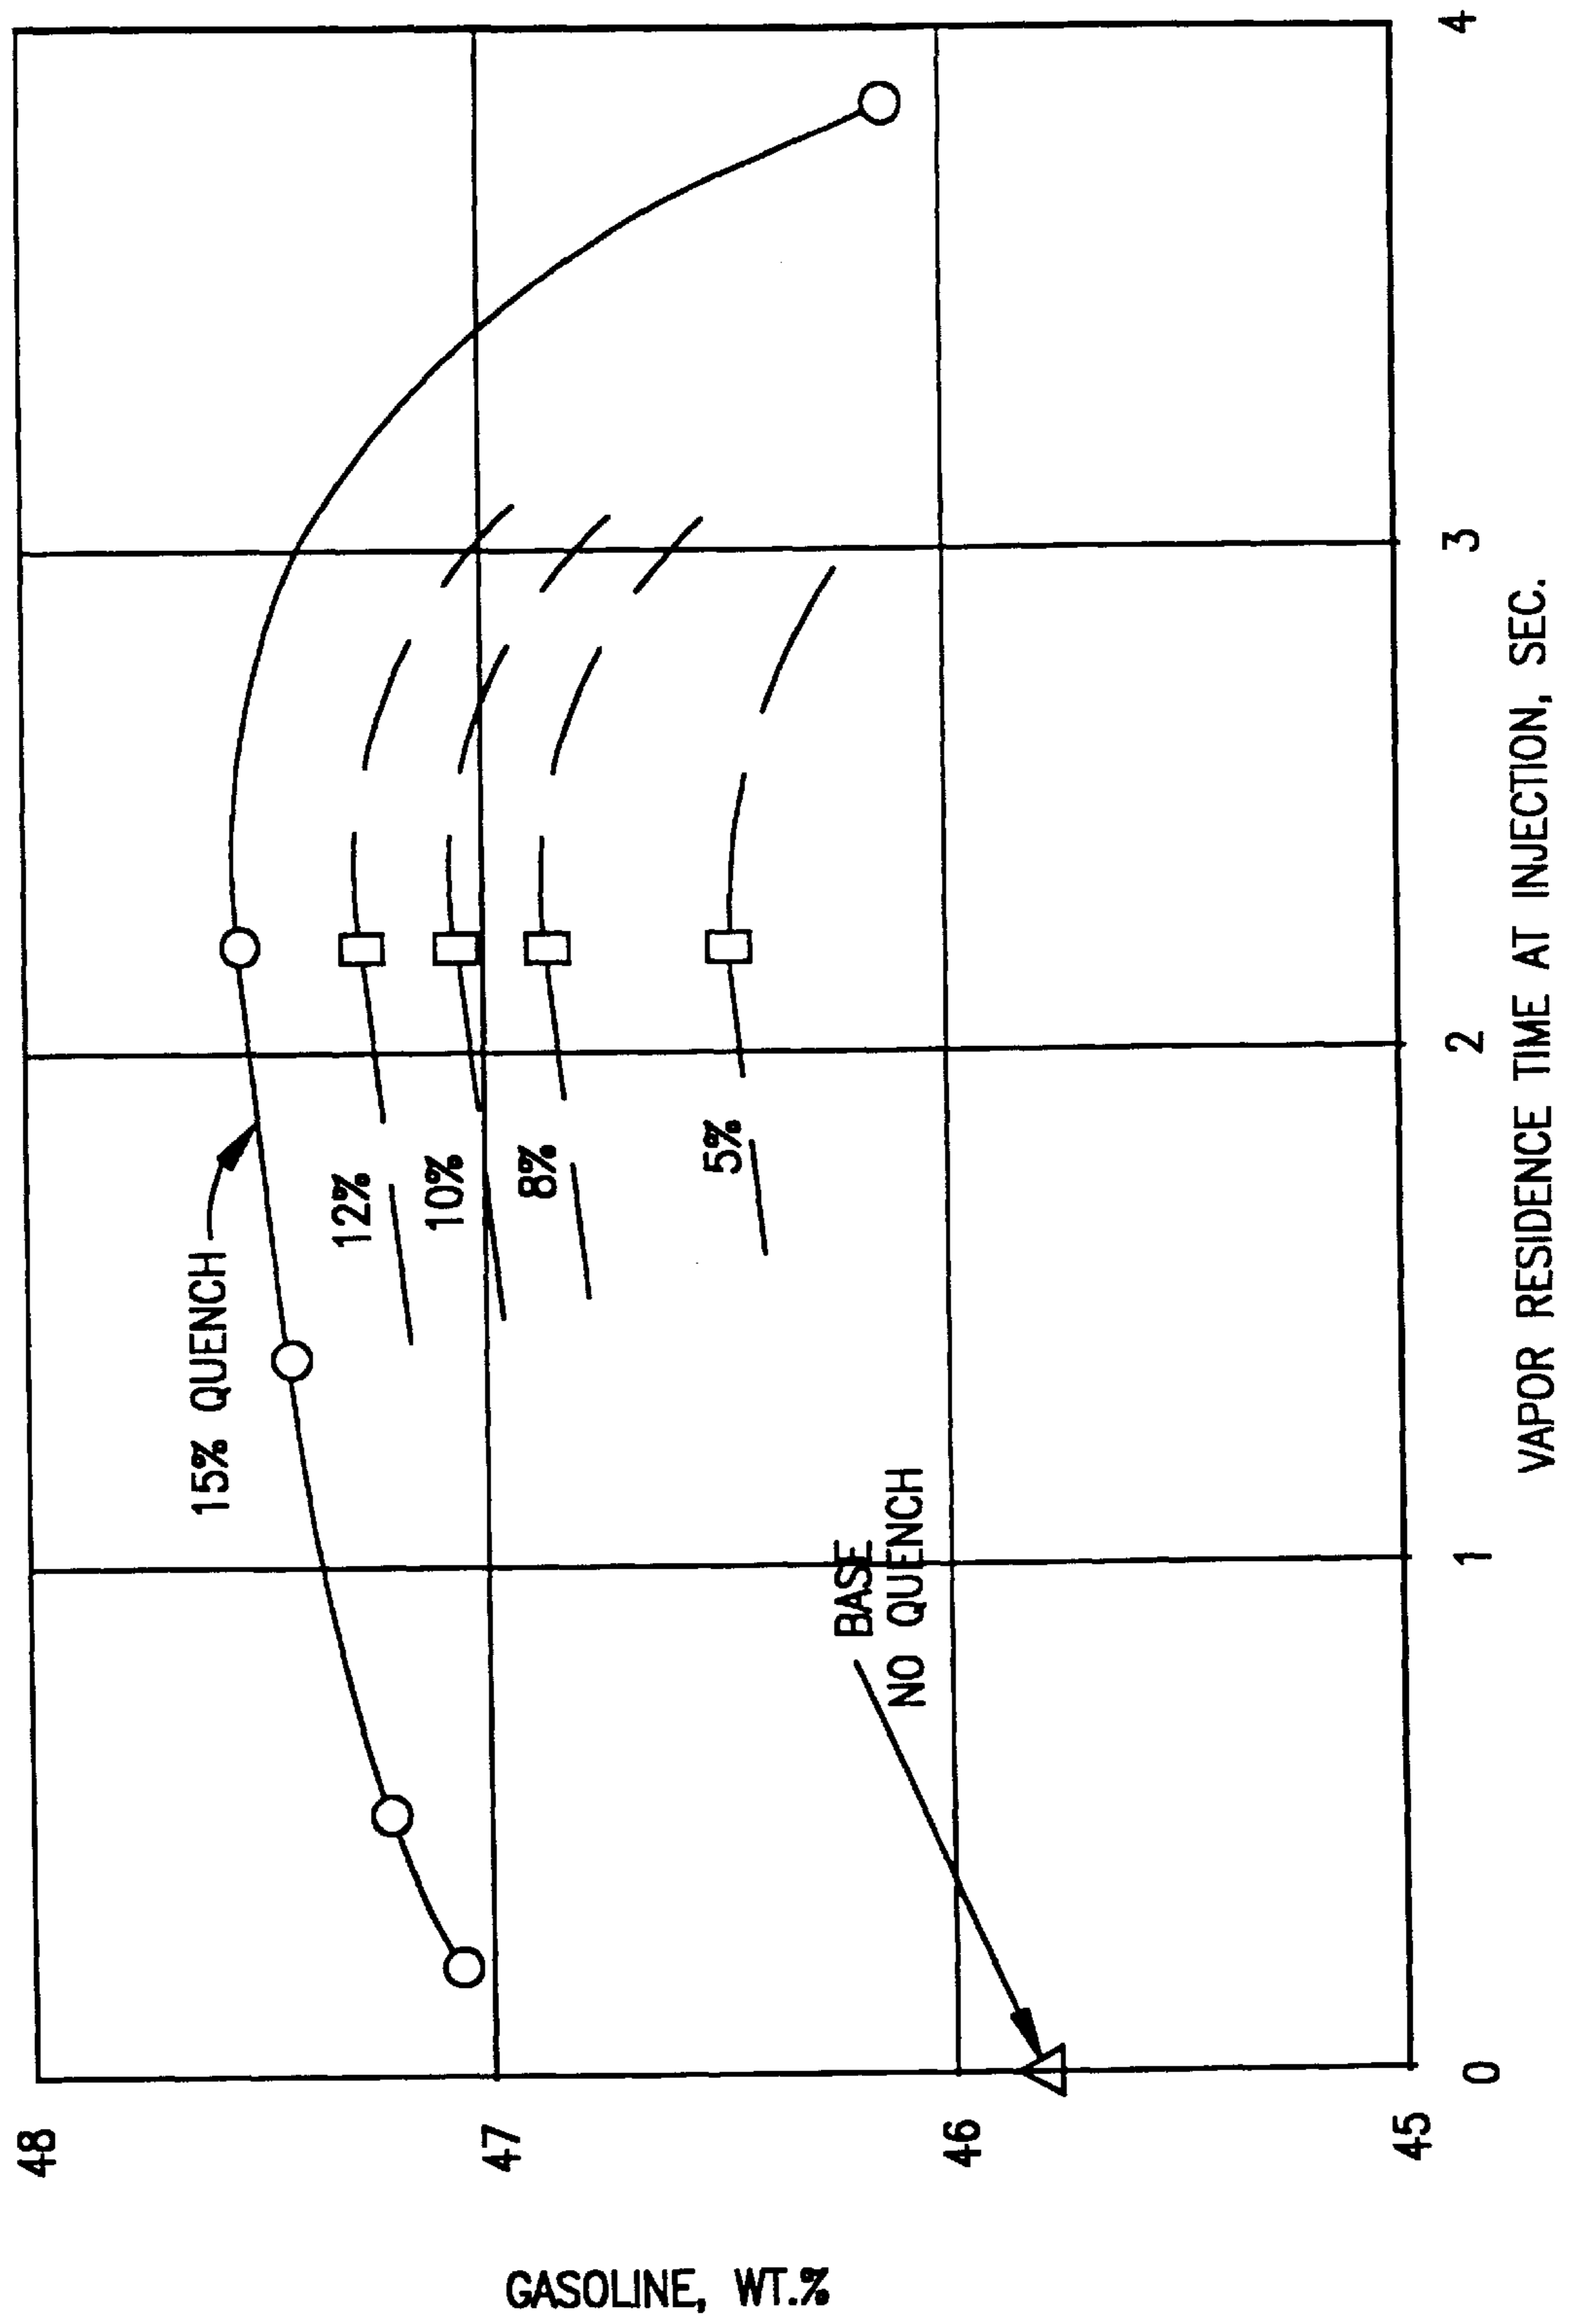 48
47
46
45
GASOLINE, WT.%
15% QUENCH
12%
10%
8%
5%
BASE
NO QUENCH
0
1
2
3
4
VAPOR RESIDENCE TIME AT INJECTION, SEC.